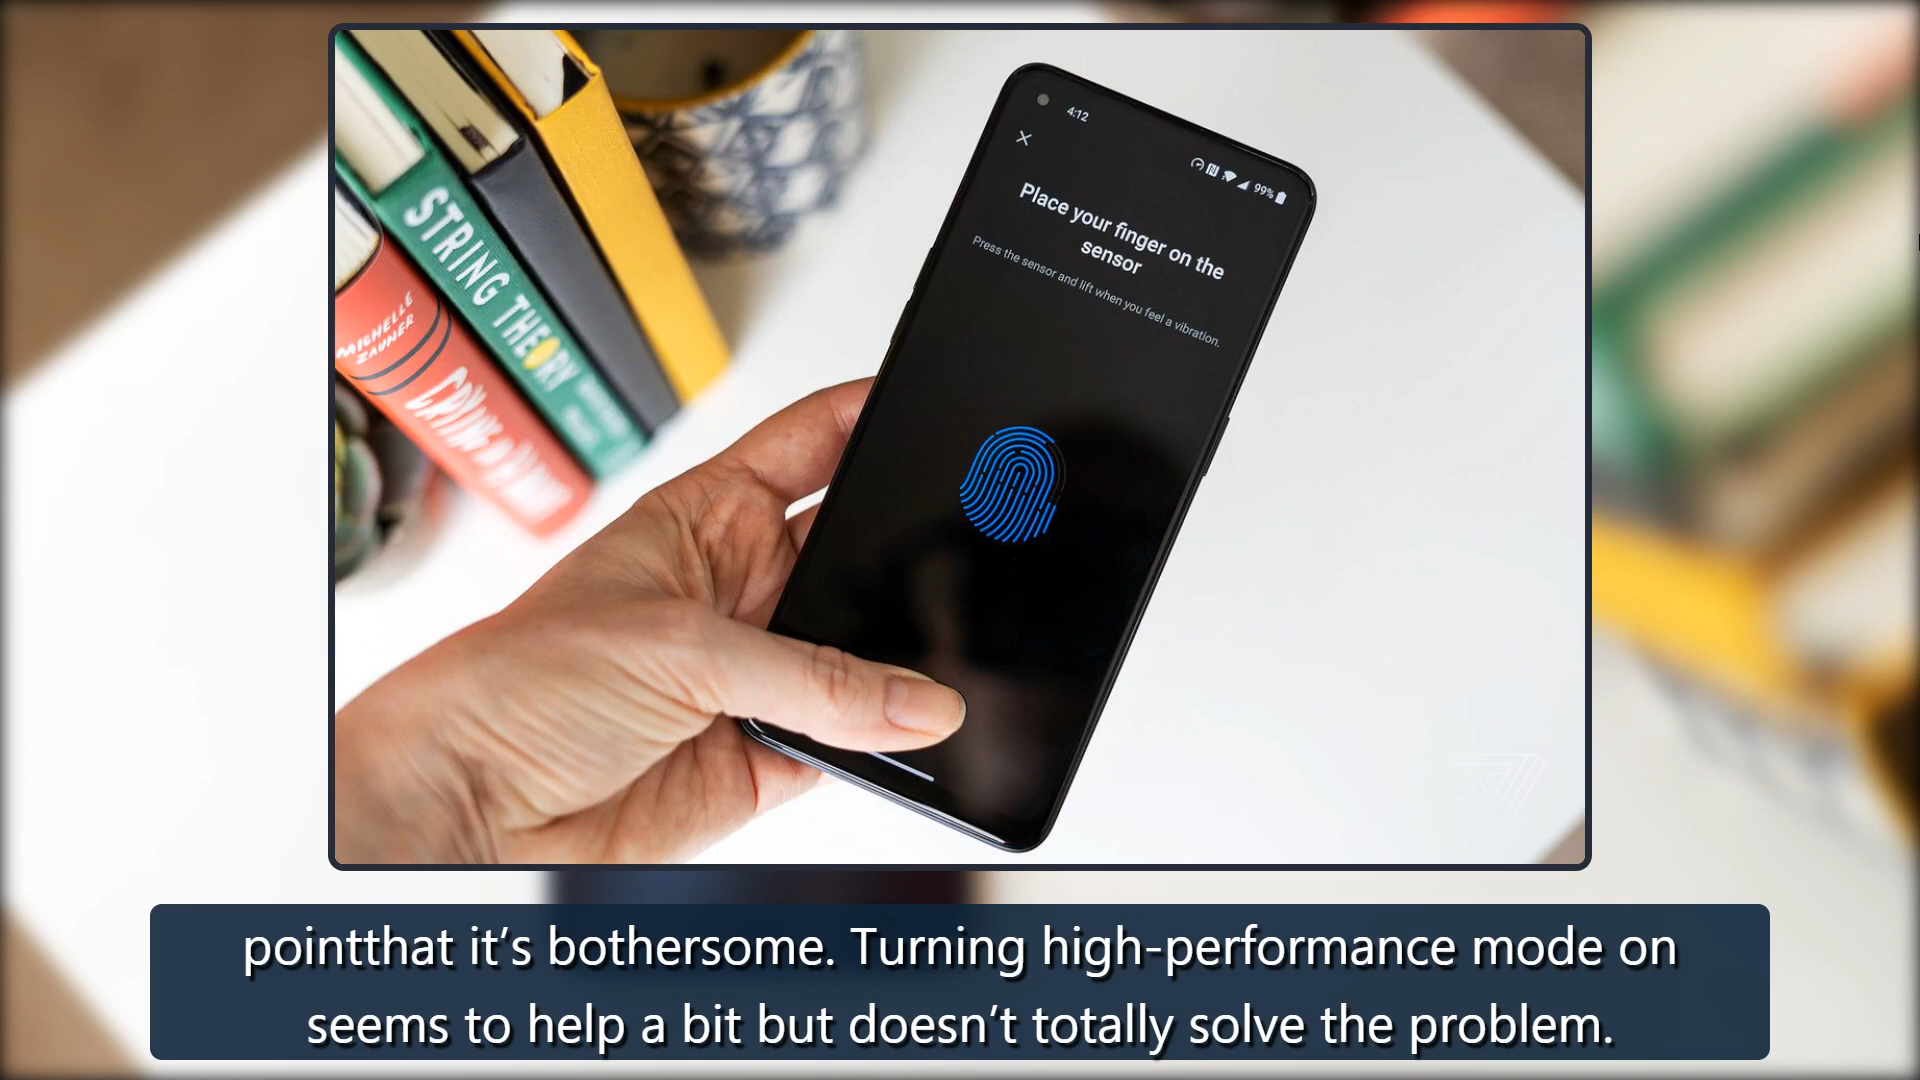 4:12
99%
Place your finger on the
sensor
Press the sensor and lift when you feel a vibration.
STRING THEORY
MICHELLE
ZAUNER
CRYING
pointthat it’s bothersome. Turning high-performance mode on
seems to help a bit but doesn’t totally solve the problem.